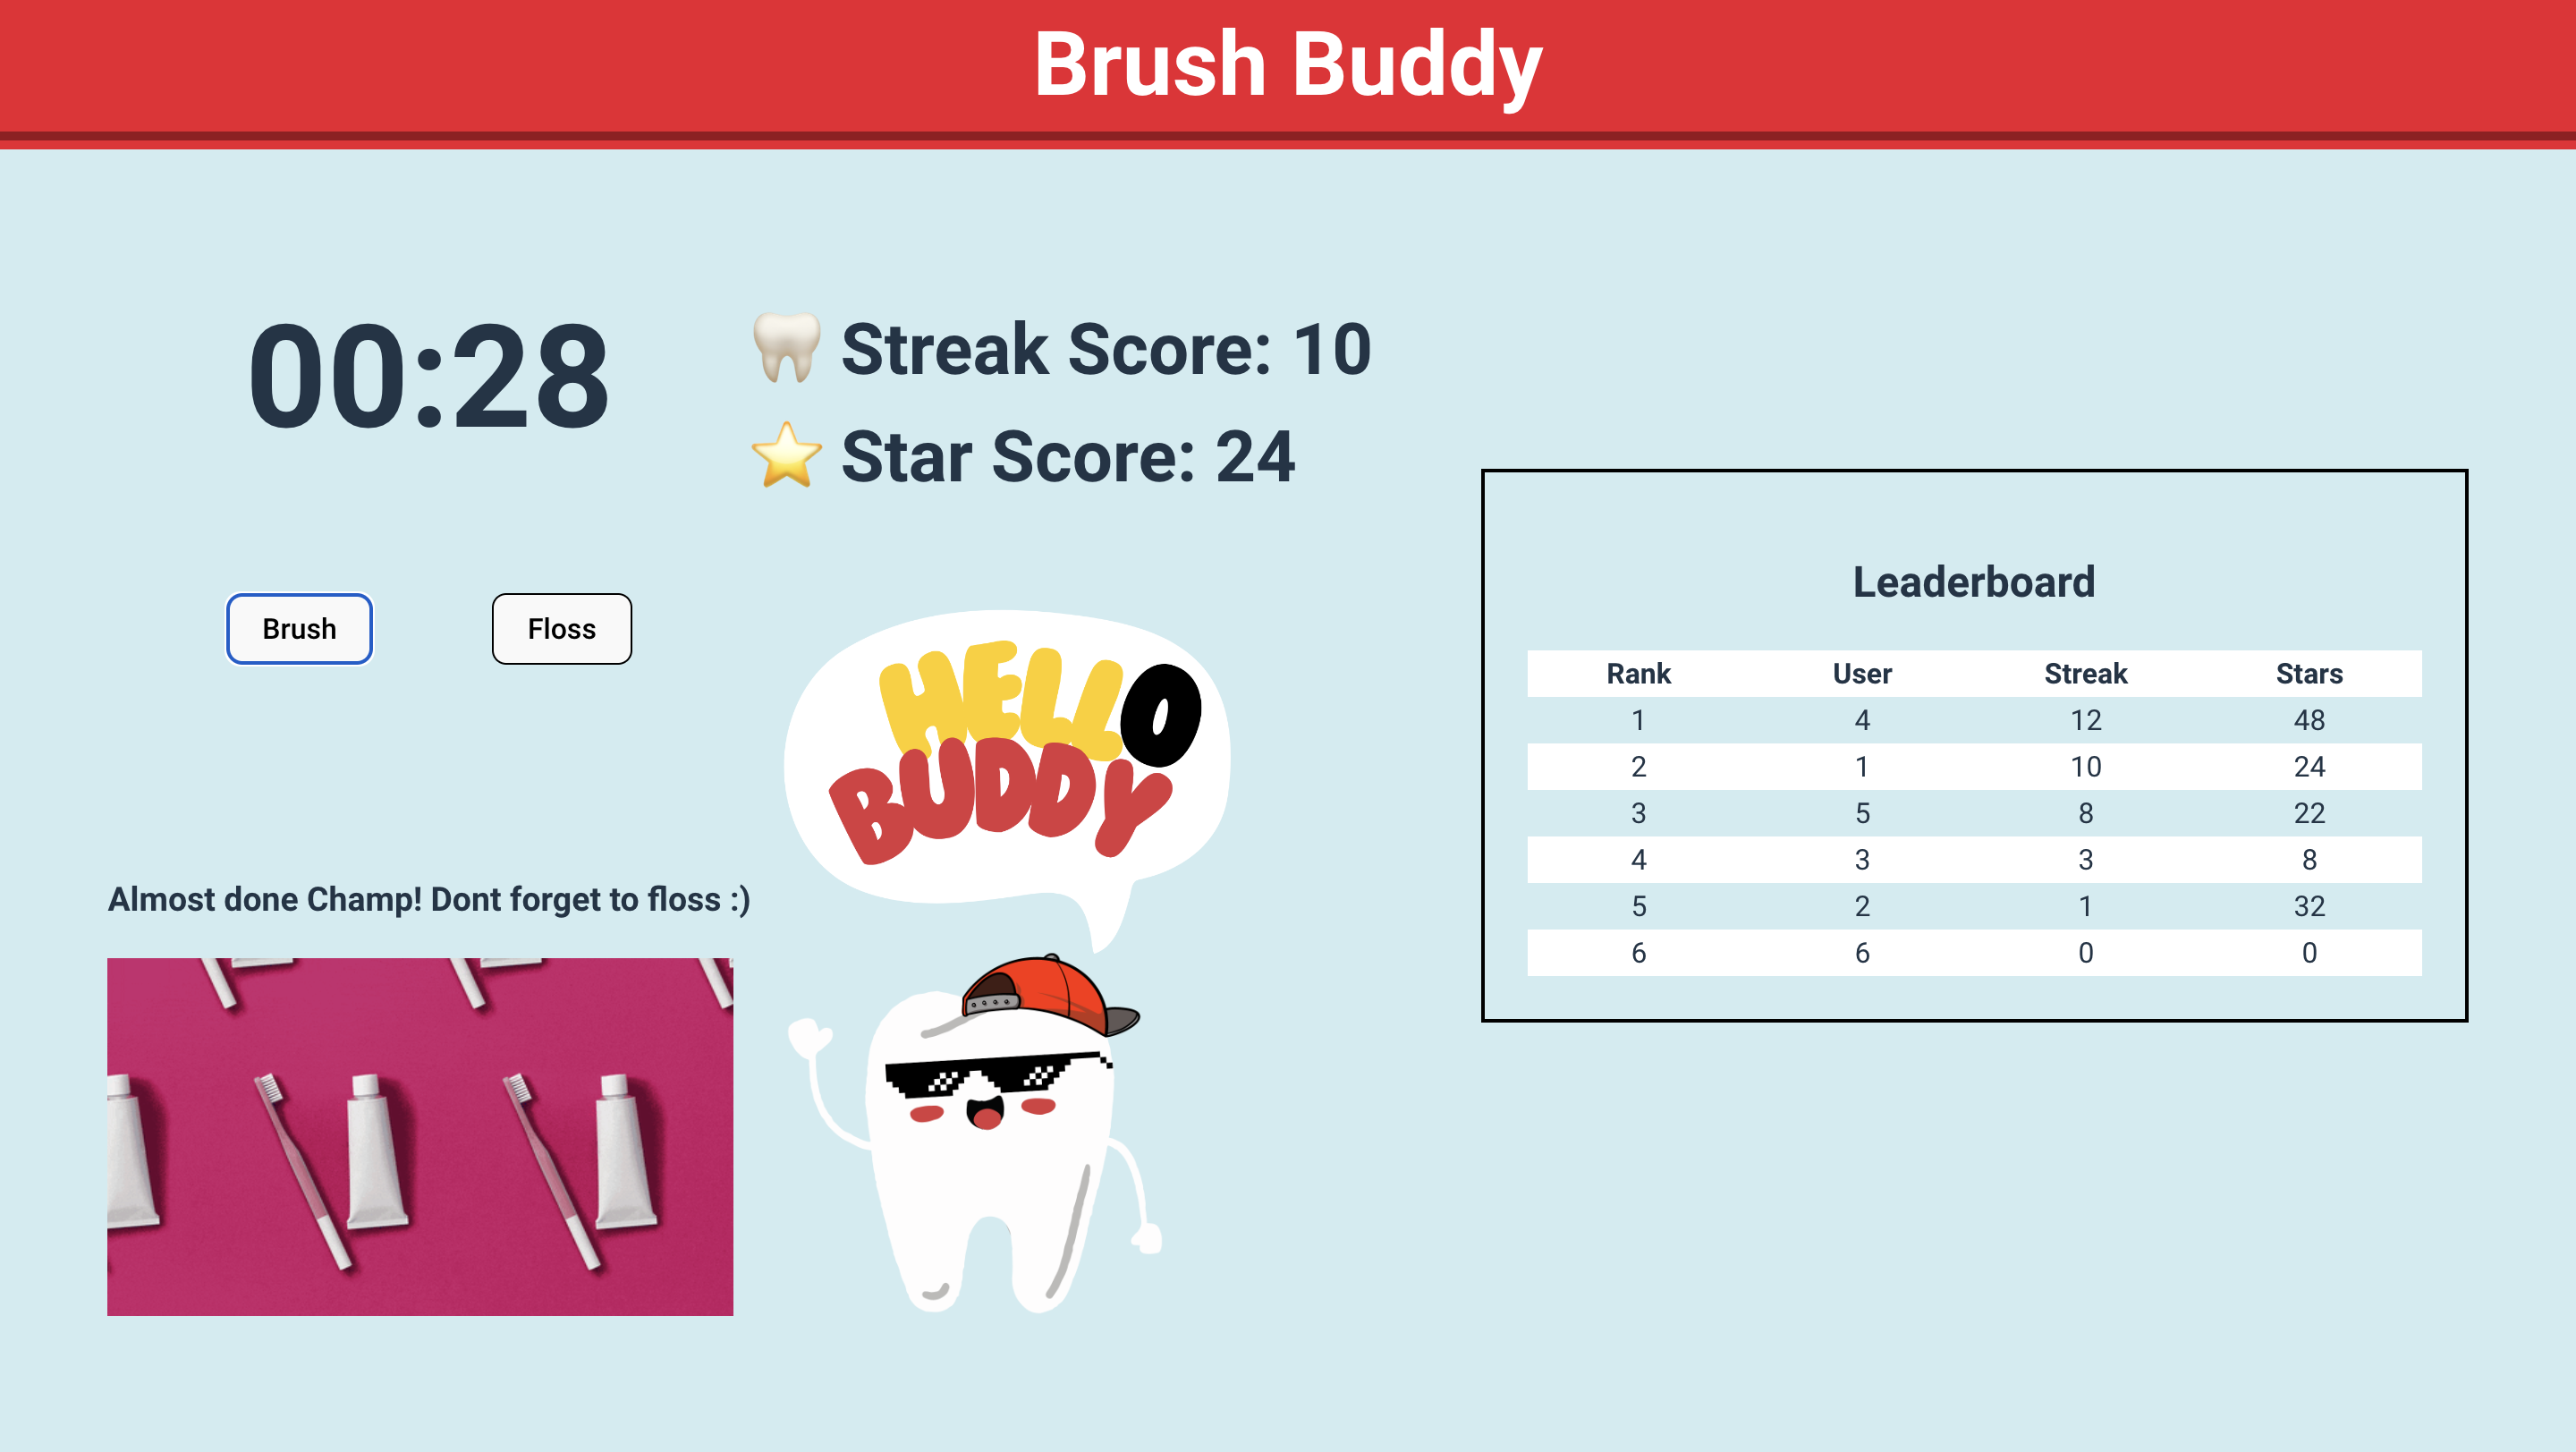 Brush Buddy
00:28
Streak Score: 10
Star Score: 24
Brush
Floss
HELLO
BUDDY
Almost done Champ! Dont forget to floss :)
Leaderboard
Rank User Streak Stars
1 4 12 48
2 1 10 24
3 5 8 22
4 3 3 8
5 2 1 32
6 6 0 0